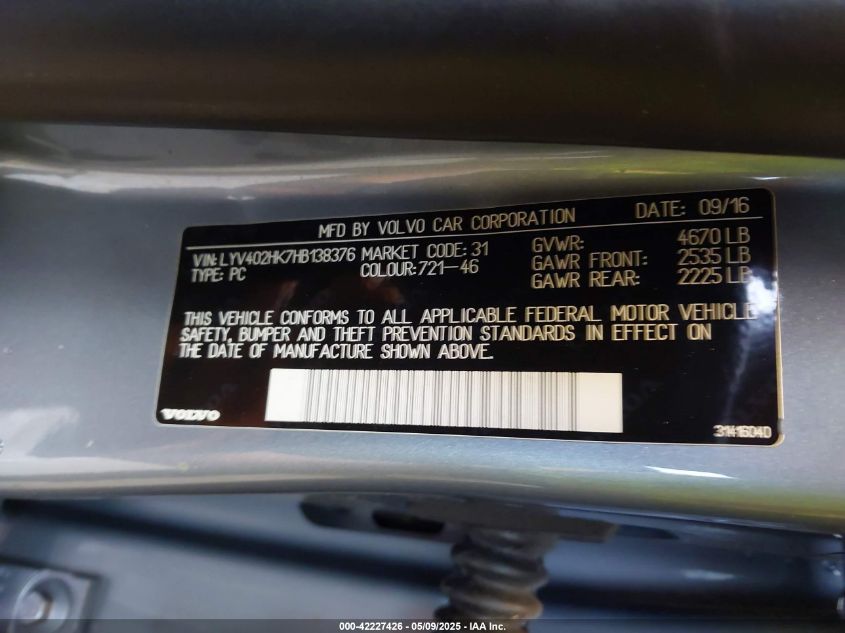 MFD BY VOLVO CAR CORPORATION DATE: 09/16
VIN: LYV402HK7HB138376 MARKET CODE: 31 GVWR: 4670 LB
TYPE: PC COLOUR: 721-46 GAWR FRONT: 2535 LB
GAWR REAR: 2225 LB
THIS VEHICLE CONFORMS TO ALL APPLICABLE FEDERAL MOTOR VEHICLE
SAFETY, BUMPER AND THEFT PREVENTION STANDARDS IN EFFECT ON
THE DATE OF MANUFACTURE SHOWN ABOVE.
VOLVO 31416040
000-42227426 - 05/09/2025 - IAA Inc.